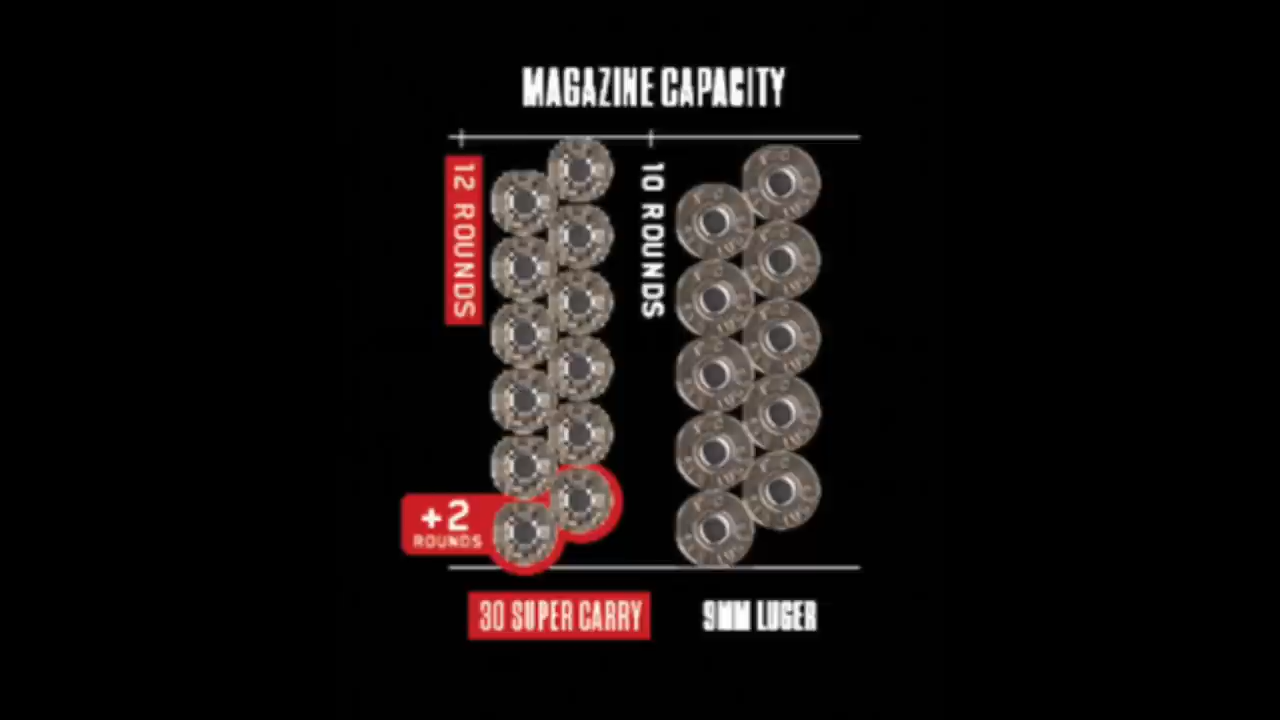 MAGAZINE CAPACITY
12 ROUNDS
10 ROUNDS
+2
ROUNDS
30 SUPER CARRY
9MM LUGER